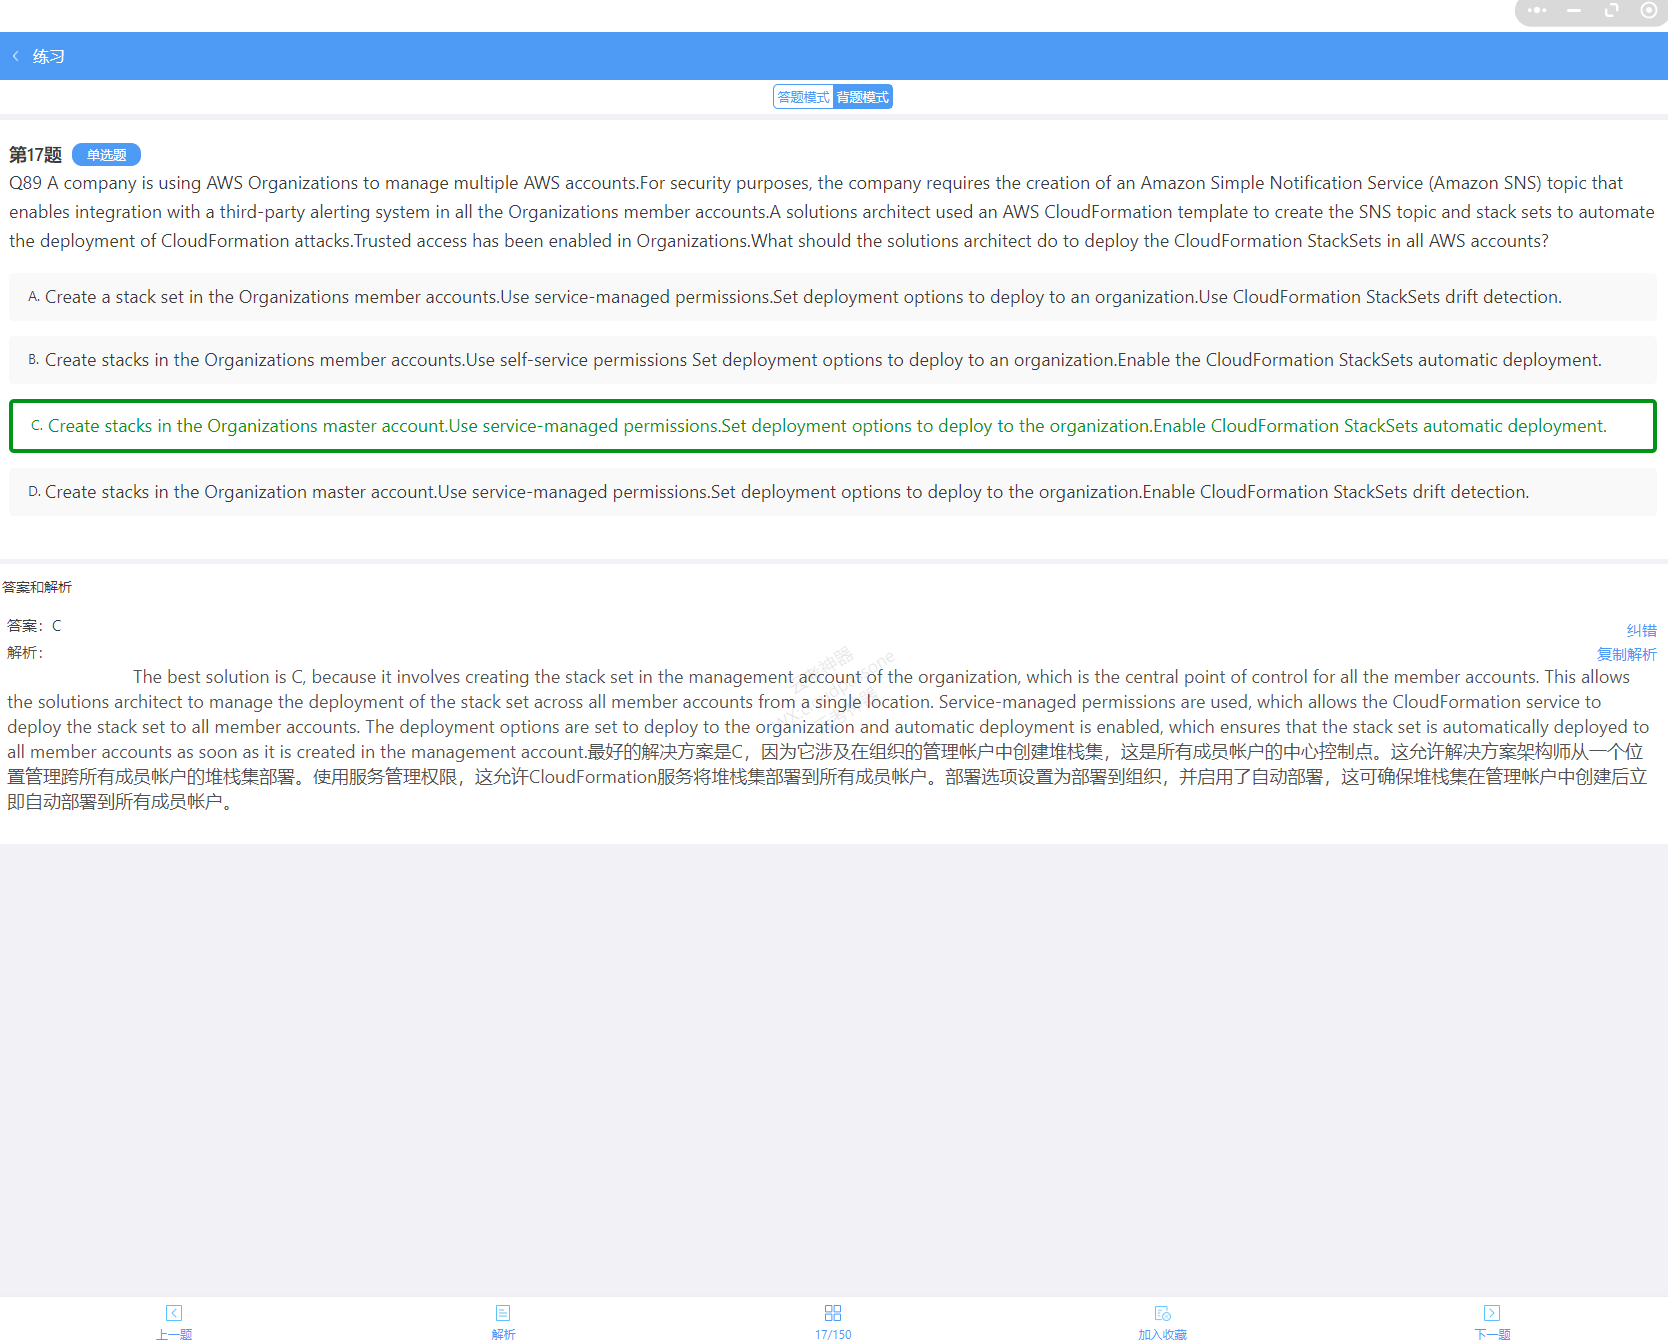 练习
答题模式 背题模式
第17题 单选题
Q89 A company is using AWS Organizations to manage multiple AWS accounts.For security purposes, the company requires the creation of an Amazon Simple Notification Service (Amazon SNS) topic that
enables integration with a third-party alerting system in all the Organizations member accounts.A solutions architect used an AWS CloudFormation template to create the SNS topic and stack sets to automate
the deployment of CloudFormation attacks.Trusted access has been enabled in Organizations.What should the solutions architect do to deploy the CloudFormation StackSets in all AWS accounts?
A. Create a stack set in the Organizations member accounts.Use service-managed permissions.Set deployment options to deploy to an organization.Use CloudFormation StackSets drift detection.
B. Create stacks in the Organizations member accounts.Use self-service permissions Set deployment options to deploy to an organization.Enable the CloudFormation StackSets automatic deployment.
C. Create stacks in the Organizations master account.Use service-managed permissions.Set deployment options to deploy to the organization.Enable CloudFormation StackSets automatic deployment.
D. Create stacks in the Organization master account.Use service-managed permissions.Set deployment options to deploy to the organization.Enable CloudFormation StackSets drift detection.
答案和解析
答案：C
纠错
解析：
复制解析
The best solution is C, because it involves creating the stack set in the management account of the organization, which is the central point of control for all the member accounts. This allows
the solutions architect to manage the deployment of the stack set across all member accounts from a single location. Service-managed permissions are used, which allows the CloudFormation service to
deploy the stack set to all member accounts. The deployment options are set to deploy to the organization and automatic deployment is enabled, which ensures that the stack set is automatically deployed to
all member accounts as soon as it is created in the management account.最好的解决方案是C，因为它涉及在组织的管理帐户中创建堆栈集，这是所有成员帐户的中心控制点。这允许解决方案架构师从一个位
置管理跨所有成员帐户的堆栈集部署。使用服务管理权限，这允许CloudFormation服务将堆栈集部署到所有成员帐户。部署选项设置为部署到组织，并启用了自动部署，这可确保堆栈集在管理帐户中创建后立
即自动部署到所有成员帐户。
上一题 解析 17/150 加入收藏 下一题